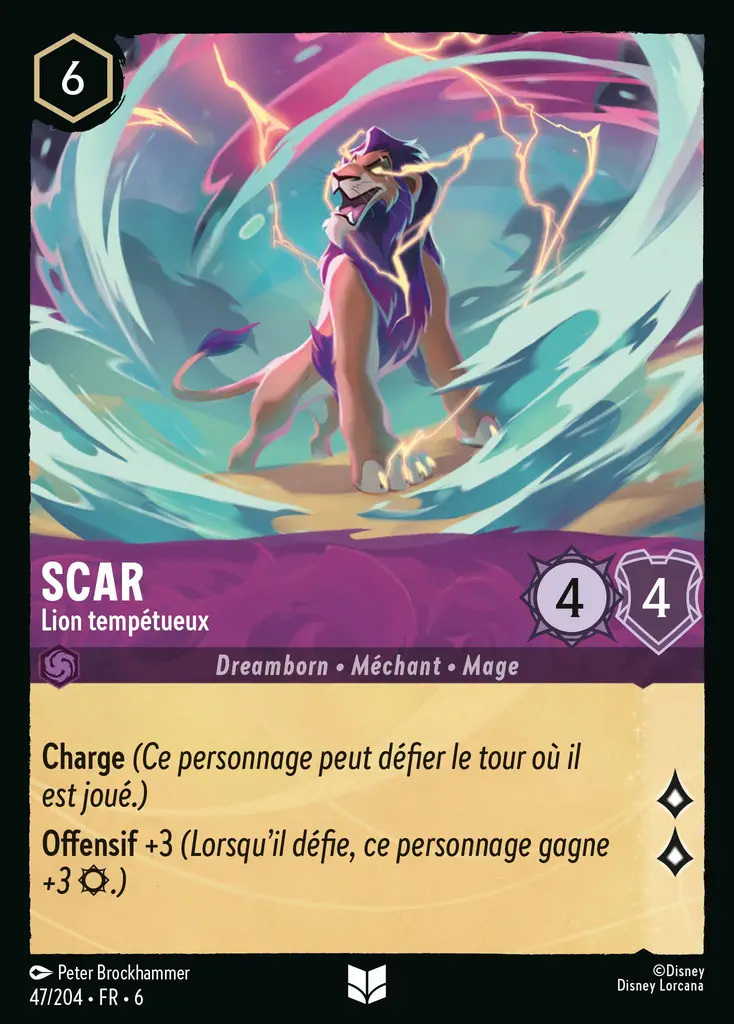 6
SCAR
Lion tempétueux
4
4
Dreamborn • Méchant • Mage
Charge (Ce personnage peut défier le tour où il
est joué.)
Offensif +3 (Lorsqu'il défie, ce personnage gagne
+3 .)
Peter Brockhammer
47/204 • FR • 6
©Disney
Disney Lorcana